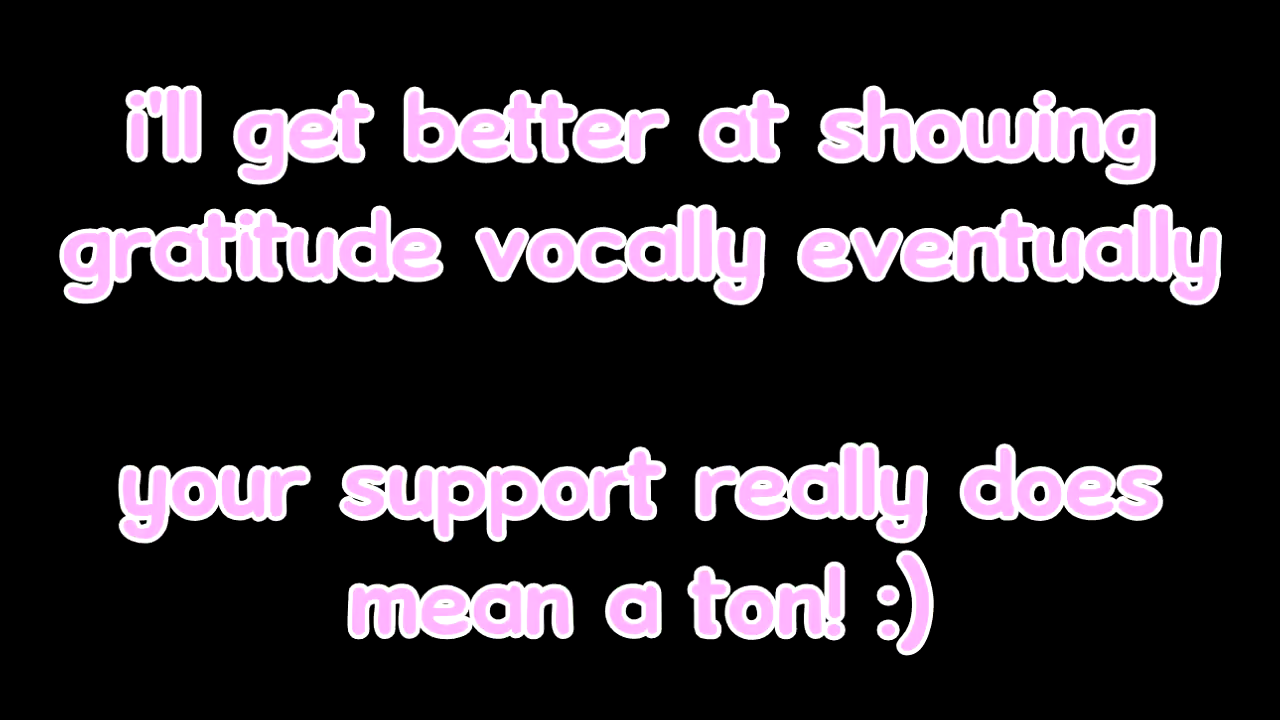 i'll get better at showing
gratitude vocally eventually
your support really does
mean a ton! :)